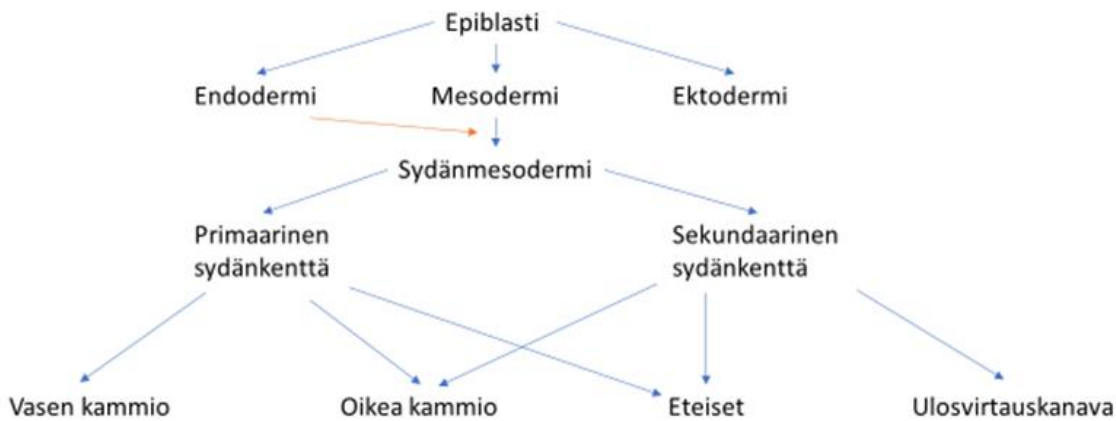 Epiblasti
Endodermi
Mesodermi
Ektodermi
Sydänmesodermi
Primaarinen
sydänkenttä
Sekundaarinen
sydänkenttä
Vasen kammio
Oikea kammio
Eteiset
Ulosvirtauskanava